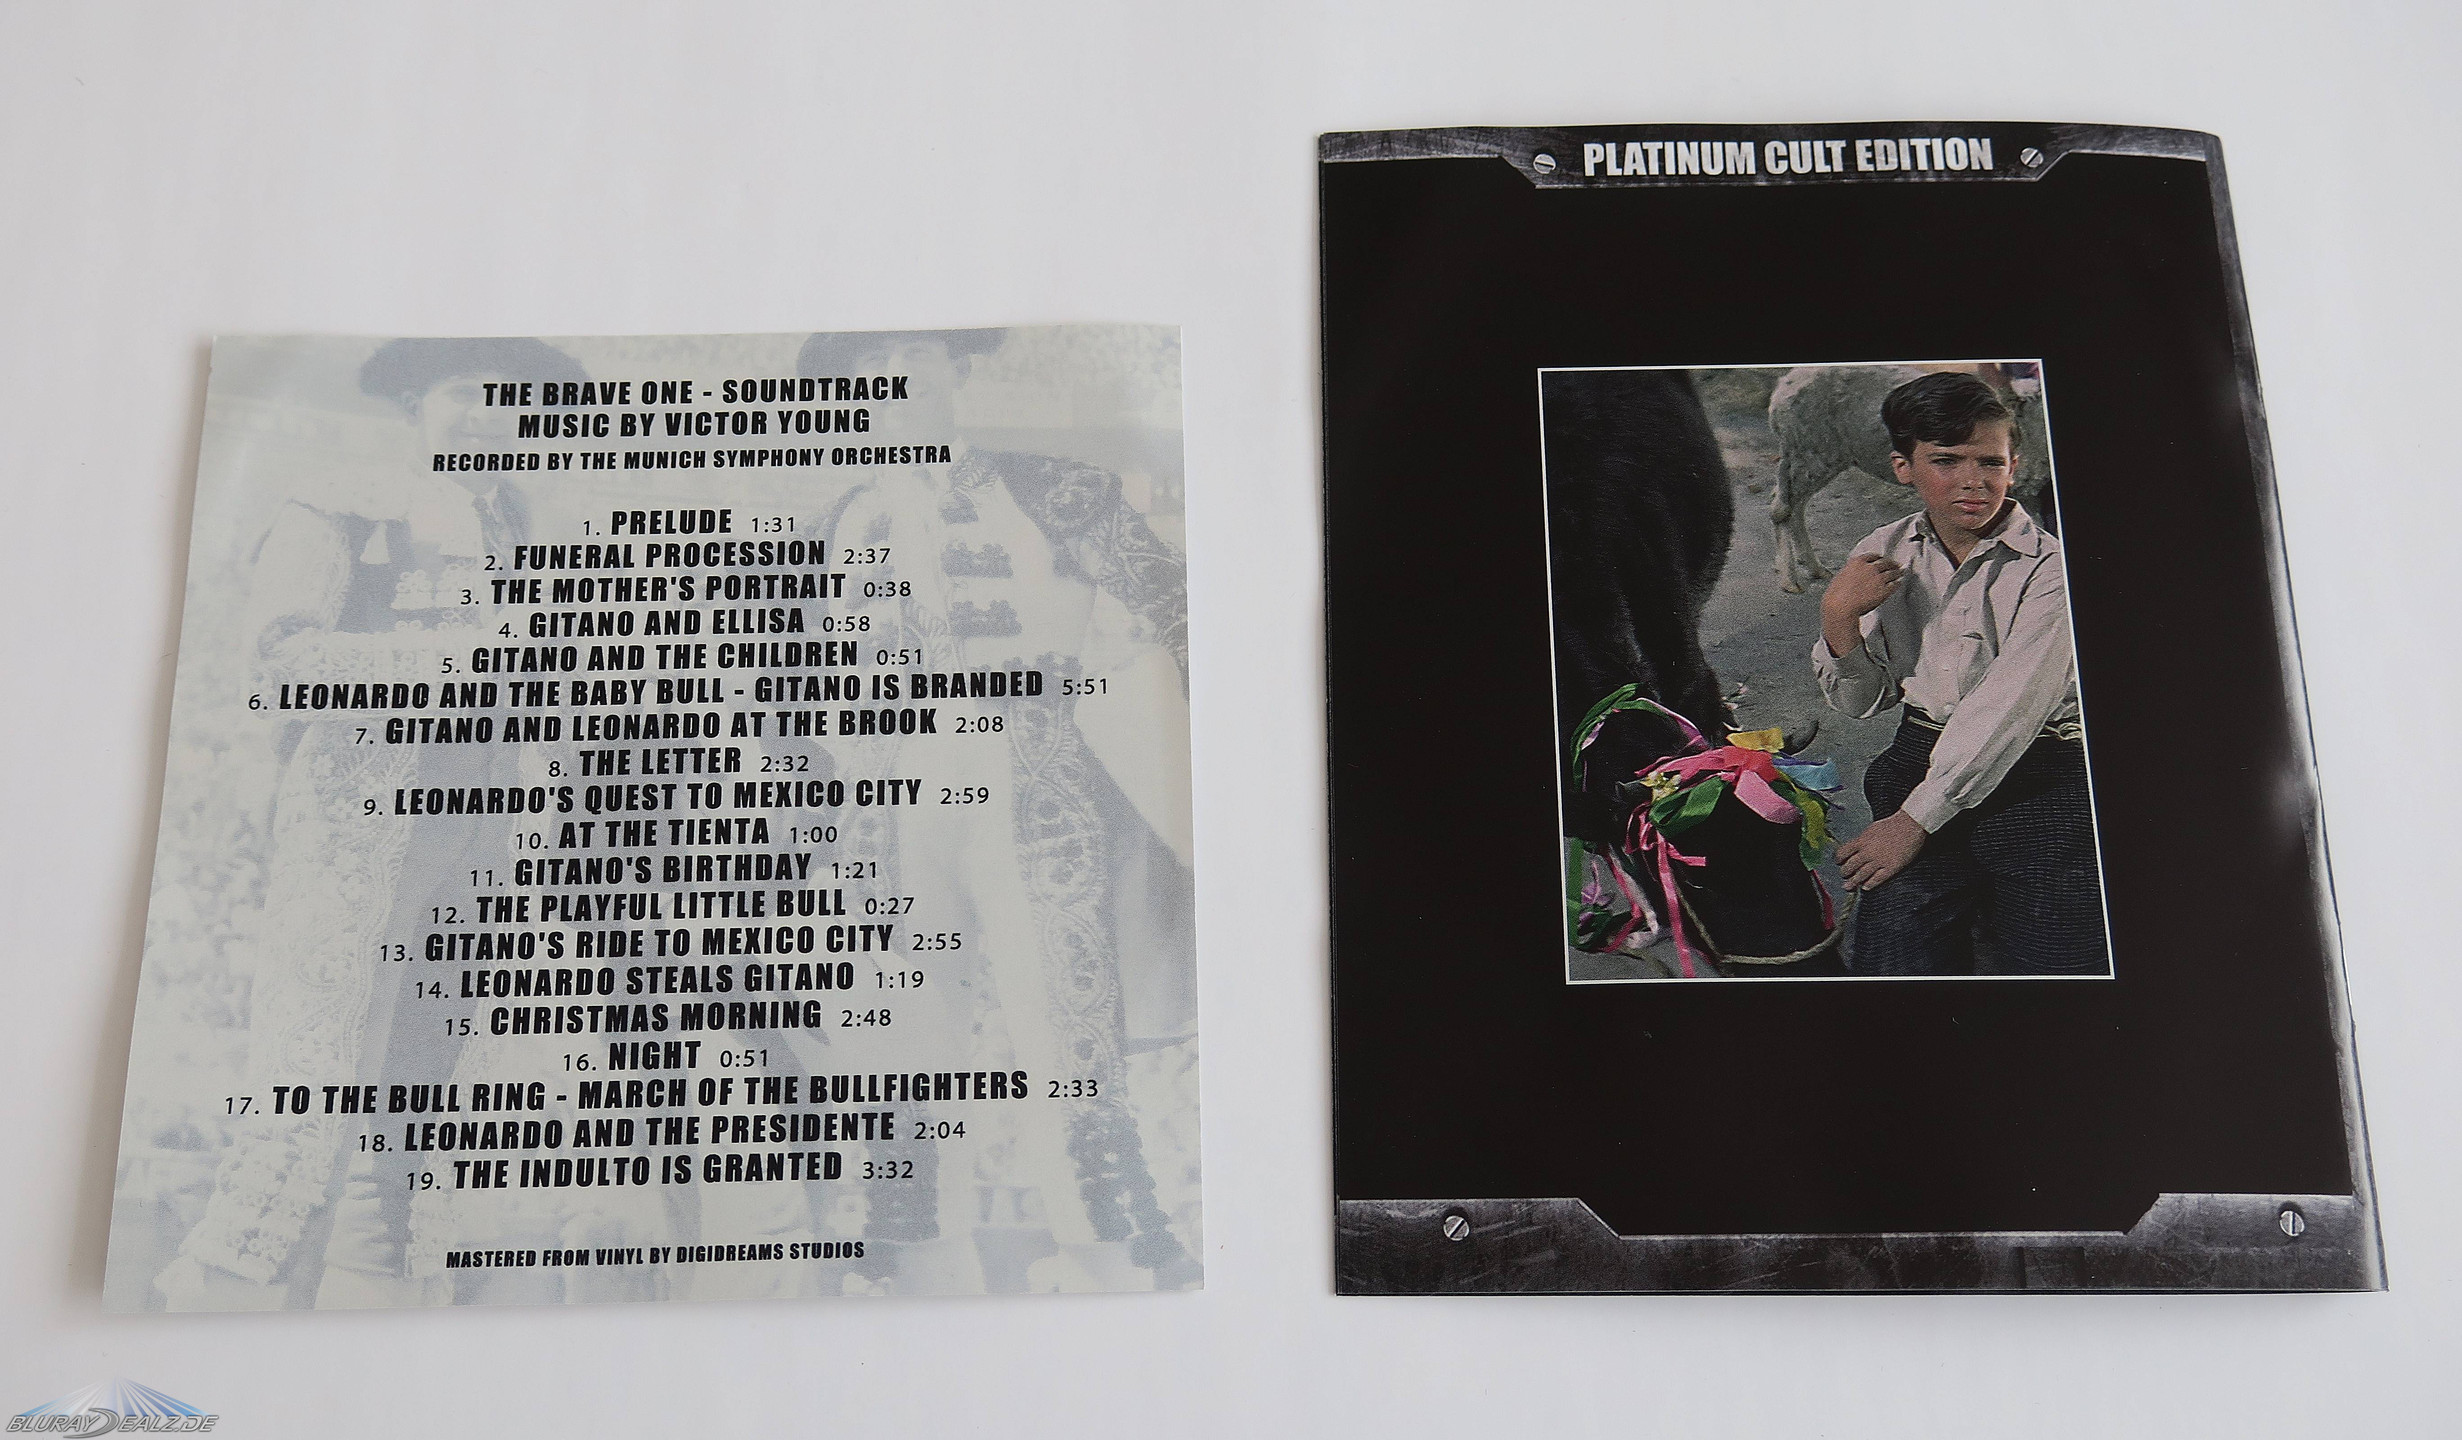 THE BRAVE ONE - SOUNDTRACK
MUSIC BY VICTOR YOUNG
RECORDED BY THE MUNICH SYMPHONY ORCHESTRA
1. PRELUDE 1:31
2. FUNERAL PROCESSION 2:37
3. THE MOTHER'S PORTRAIT 0:38
4. GITANO AND ELLISA 0:58
5. GITANO AND THE CHILDREN 0:51
6. LEONARDO AND THE BABY BULL - GITANO IS BRANDED 5:51
7. GITANO AND LEONARDO AT THE BROOK 2:08
8. THE LETTER 2:32
9. LEONARDO'S QUEST TO MEXICO CITY 2:59
10. AT THE TIENTA 1:00
11. GITANO'S BIRTHDAY 1:21
12. THE PLAYFUL LITTLE BULL 0:27
13. GITANO'S RIDE TO MEXICO CITY 2:55
14. LEONARDO STEALS GITANO 1:19
15. CHRISTMAS MORNING 2:48
16. NIGHT 0:51
17. TO THE BULL RING - MARCH OF THE BULLFIGHTERS 2:33
18. LEONARDO AND THE PRESIDENTE 2:04
19. THE INDULTO IS GRANTED 3:32
MASTERED FROM VINYL BY DIGIDREAMS STUDIOS
PLATINUM CULT EDITION
BLURAYDEALZ.DE